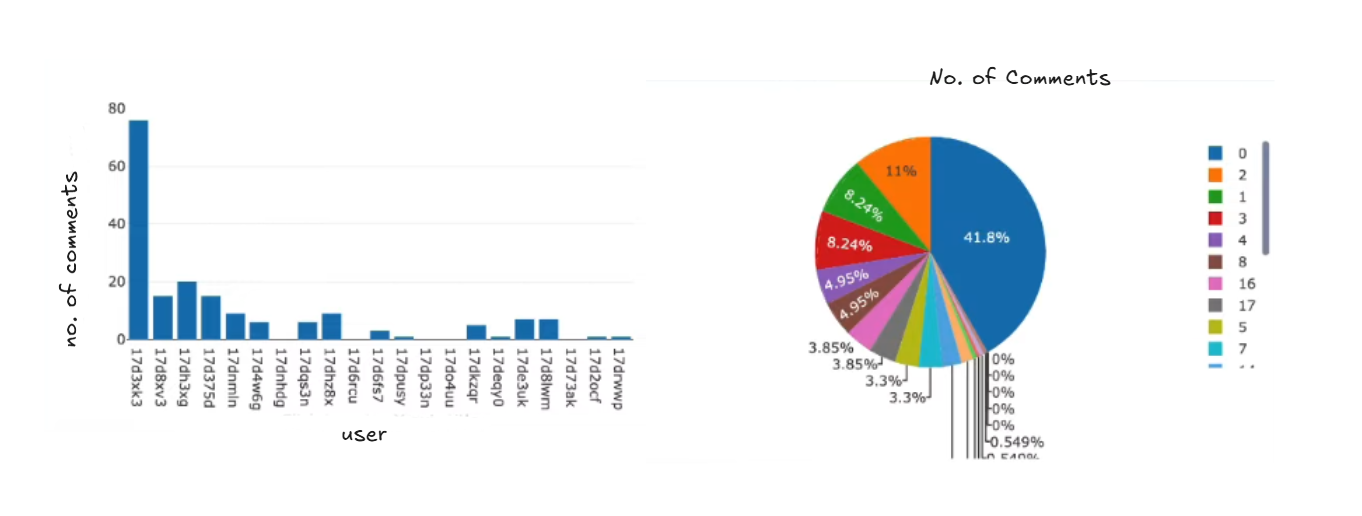 80
60
40
20
0
no. of comments
17d3xk3
17d8xv3
17dh3xg
17d375d
17dnmln
17d4w6g
17dnhdg
17dqs3n
17dhz8x
17d6rcu
17d6fs7
17dpusy
17dp33n
17do4uu
17dkzqr
17deqy0
17de3uk
17d8lwm
17d73ak
17d2ocf
17drwwp
user
No. of Comments
41.8%
11%
8.24%
8.24%
4.95%
4.95%
3.85%
3.85%
3.3%
3.3%
0%
0%
0%
0%
0%
0.549%
0.549%
0
2
1
3
4
8
16
17
5
7